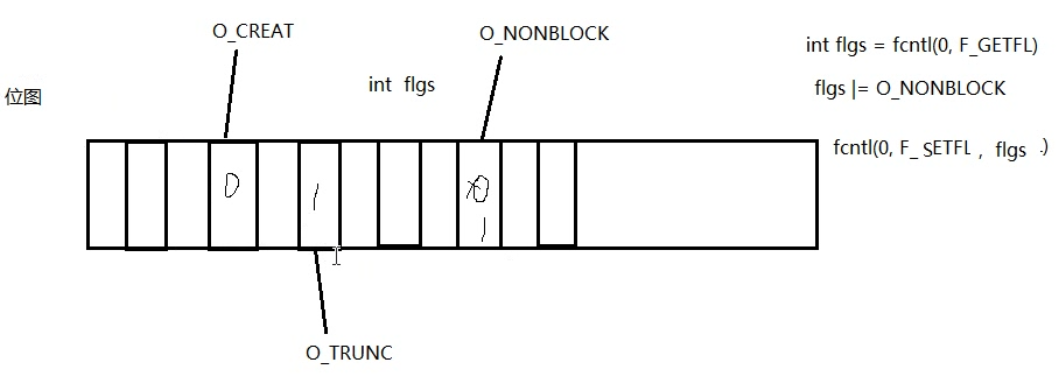 O_CREAT
O_NONBLOCK
int flgs = fcntl(0, F_GETFL)
int flgs
flgs |= O_NONBLOCK
位图
fcntl(0, F_SETFL , flgs .)
0 1 0
1
O_TRUNC